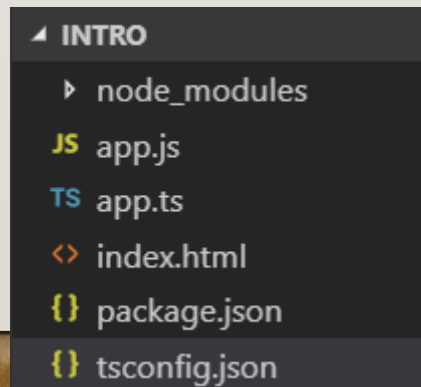 INTRO
node_modules
JS app.js
TS app.ts
<> index.html
{} package.json
{} tsconfig.json